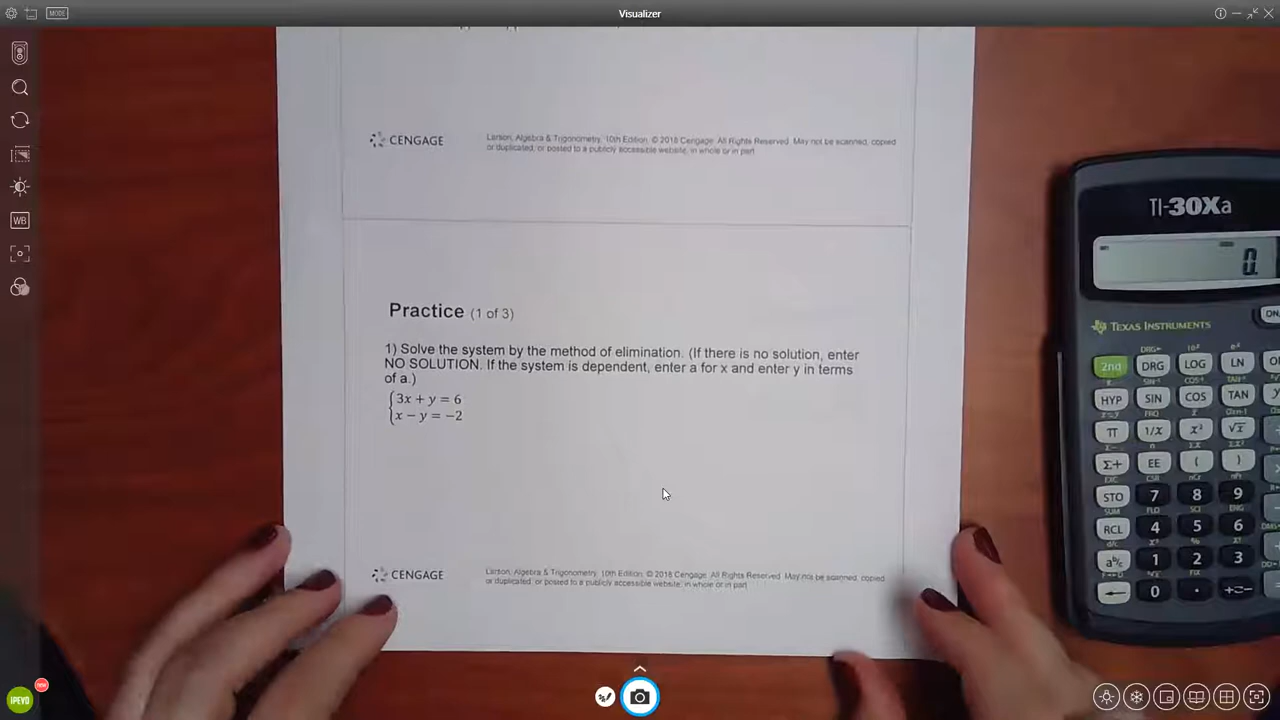 MODE
Visualizer
WB
CENGAGE
Larson, Algebra & Trigonometry, 10th Edition. © 2018 Cengage. All Rights Reserved. May not be scanned, copied
or duplicated, or posted to a publicly accessible website, in whole or in part.
Practice (1 of 3)
1) Solve the system by the method of elimination. (If there is no solution, enter
NO SOLUTION. If the system is dependent, enter a for x and enter y in terms
of a.)
3x + y = 6
x − y = −2
CENGAGE
Larson, Algebra & Trigonometry, 10th Edition. © 2018 Cengage. All Rights Reserved. May not be scanned, copied
or duplicated, or posted to a publicly accessible website, in whole or in part.
TI-30Xa
0.
TEXAS INSTRUMENTS
ON
2nd DRG LOG LN
HYP SIN COS TAN
π 1/x x² √x
Σ+ EE ( )
STO 7 8 9
RCL 4 5 6
a b/c 1 2 3
← 0 .
IPEVO
new